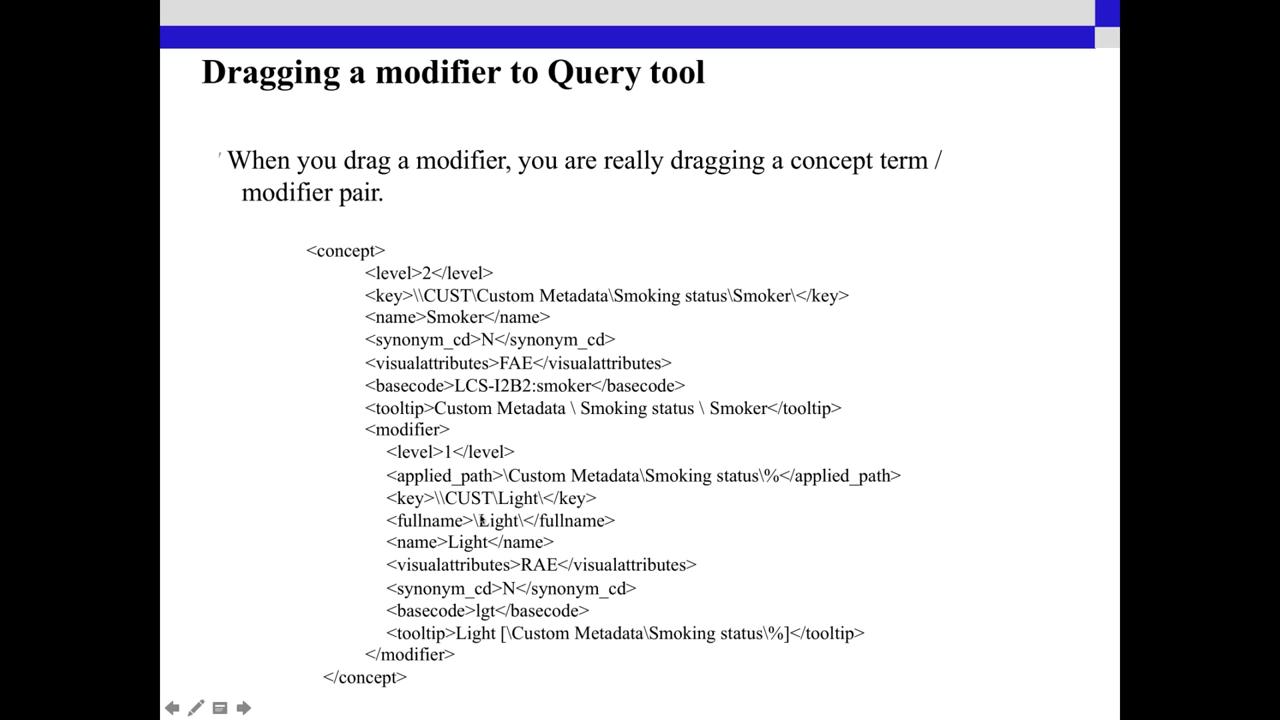 Dragging a modifier to Query tool
When you drag a modifier, you are really dragging a concept term /
modifier pair.
<concept>
<level>2</level>
<key>\\CUST\Custom Metadata\Smoking status\Smoker\</key>
<name>Smoker</name>
<synonym_cd>N</synonym_cd>
<visualattributes>FAE</visualattributes>
<basecode>LCS-I2B2:smoker</basecode>
<tooltip>Custom Metadata \ Smoking status \ Smoker</tooltip>
<modifier>
<level>1</level>
<applied_path>\Custom Metadata\Smoking status\%</applied_path>
<key>\\CUST\Light\</key>
<fullname>\Light\</fullname>
<name>Light</name>
<visualattributes>RAE</visualattributes>
<synonym_cd>N</synonym_cd>
<basecode>lgt</basecode>
<tooltip>Light [\Custom Metadata\Smoking status\%]</tooltip>
</modifier>
</concept>